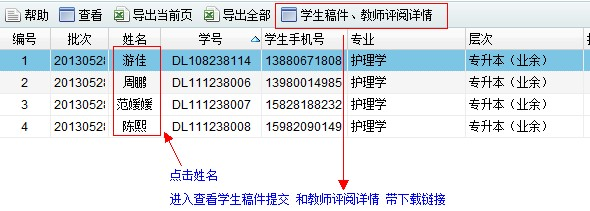 帮助 查看 导出当前页 导出全部 学生稿件、教师评阅详情
编号 批次 姓名 学号 学生手机号 专业 层次
1 20130528 游佳 DL108238114 13880671808 护理学 专升本（业余）
2 20130528 周鹏 DL111238006 13980014985 护理学 专升本（业余）
3 20130528 范媛媛 DL111238007 15828188232 护理学 专升本（业余）
4 20130528 陈熙 DL111238008 15982090149 护理学 专升本（业余）
点击姓名
进入查看学生稿件提交 和教师评阅详情 带下载链接